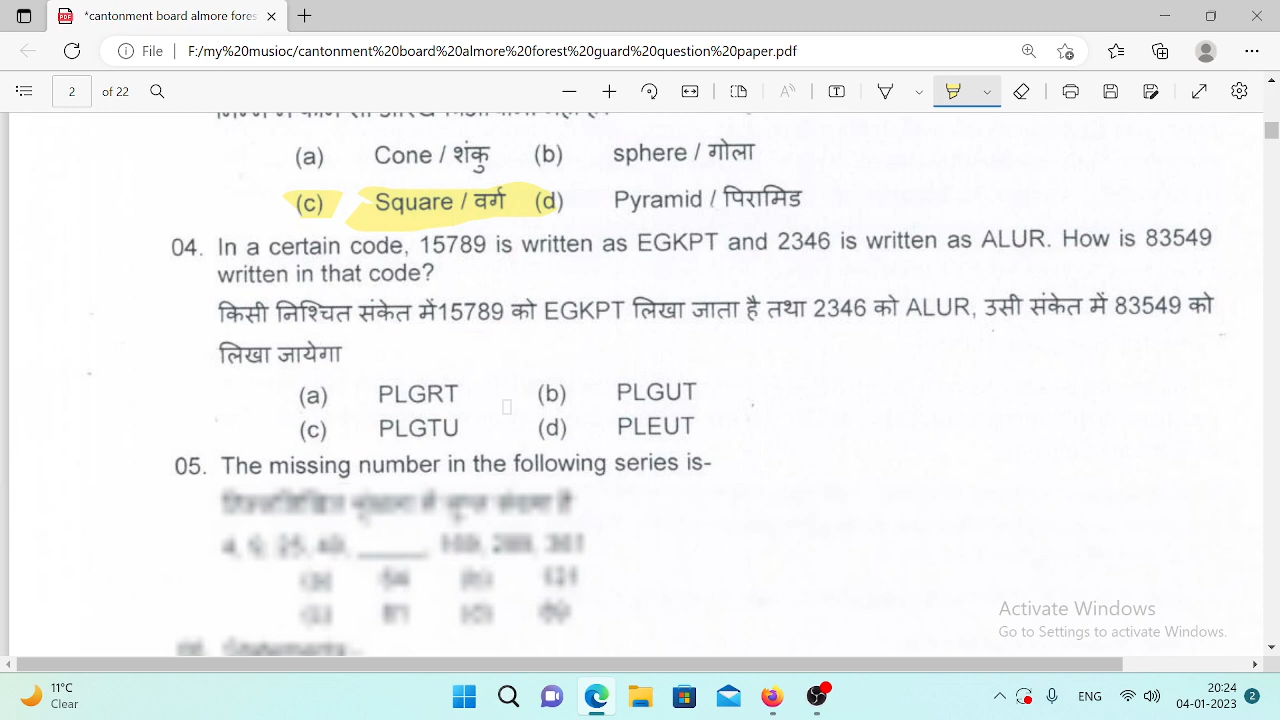 *cantonment board almore fores
File F:/my%20musioc/cantonment%20board%20almore%20forest%20guard%20question%20paper.pdf
2 of 22
(a) Cone / शंकु (b) sphere / गोला
(c) Square / वर्ग (d) Pyramid / पिरामिड
04. In a certain code, 15789 is written as EGKPT and 2346 is written as ALUR. How is 83549
written in that code?
किसी निश्चित संकेत में15789 को EGKPT लिखा जाता है तथा 2346 को ALUR, उसी संकेत में 83549 को
लिखा जायेगा
(a) PLGRT (b) PLGUT
(c) PLGTU (d) PLEUT
05. The missing number in the following series is-
Activate Windows
Go to Settings to activate Windows.
11°C
Clear
ENG
20:24
04-01-2023
2